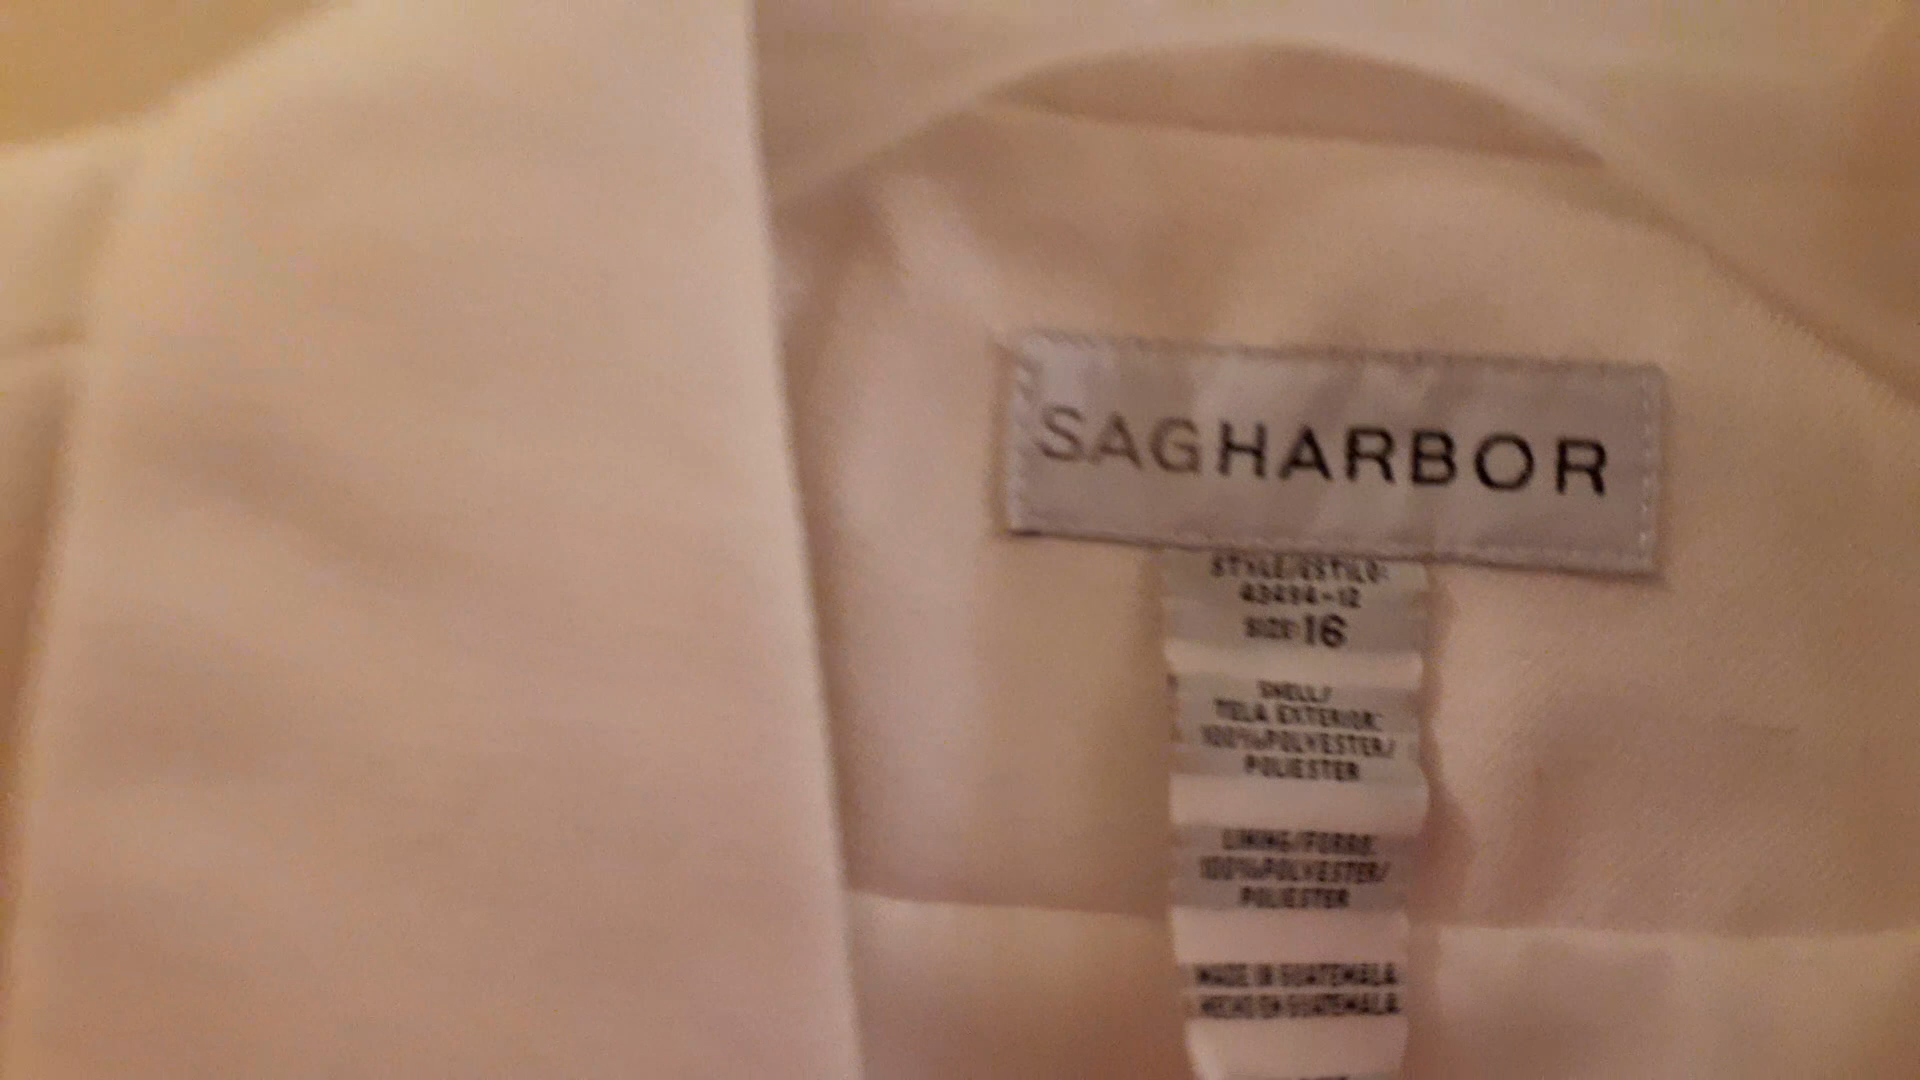 SAGHARBOR
STYLE/ESTILO:
43494-12
SIZE: 16
SHELL/
TELA EXTERIOR:
100%POLYESTER/
POLIESTER
LINING/FORRO:
100%POLYESTER/
POLIESTER
MADE IN GUATEMALA
HECHO EN GUATEMALA